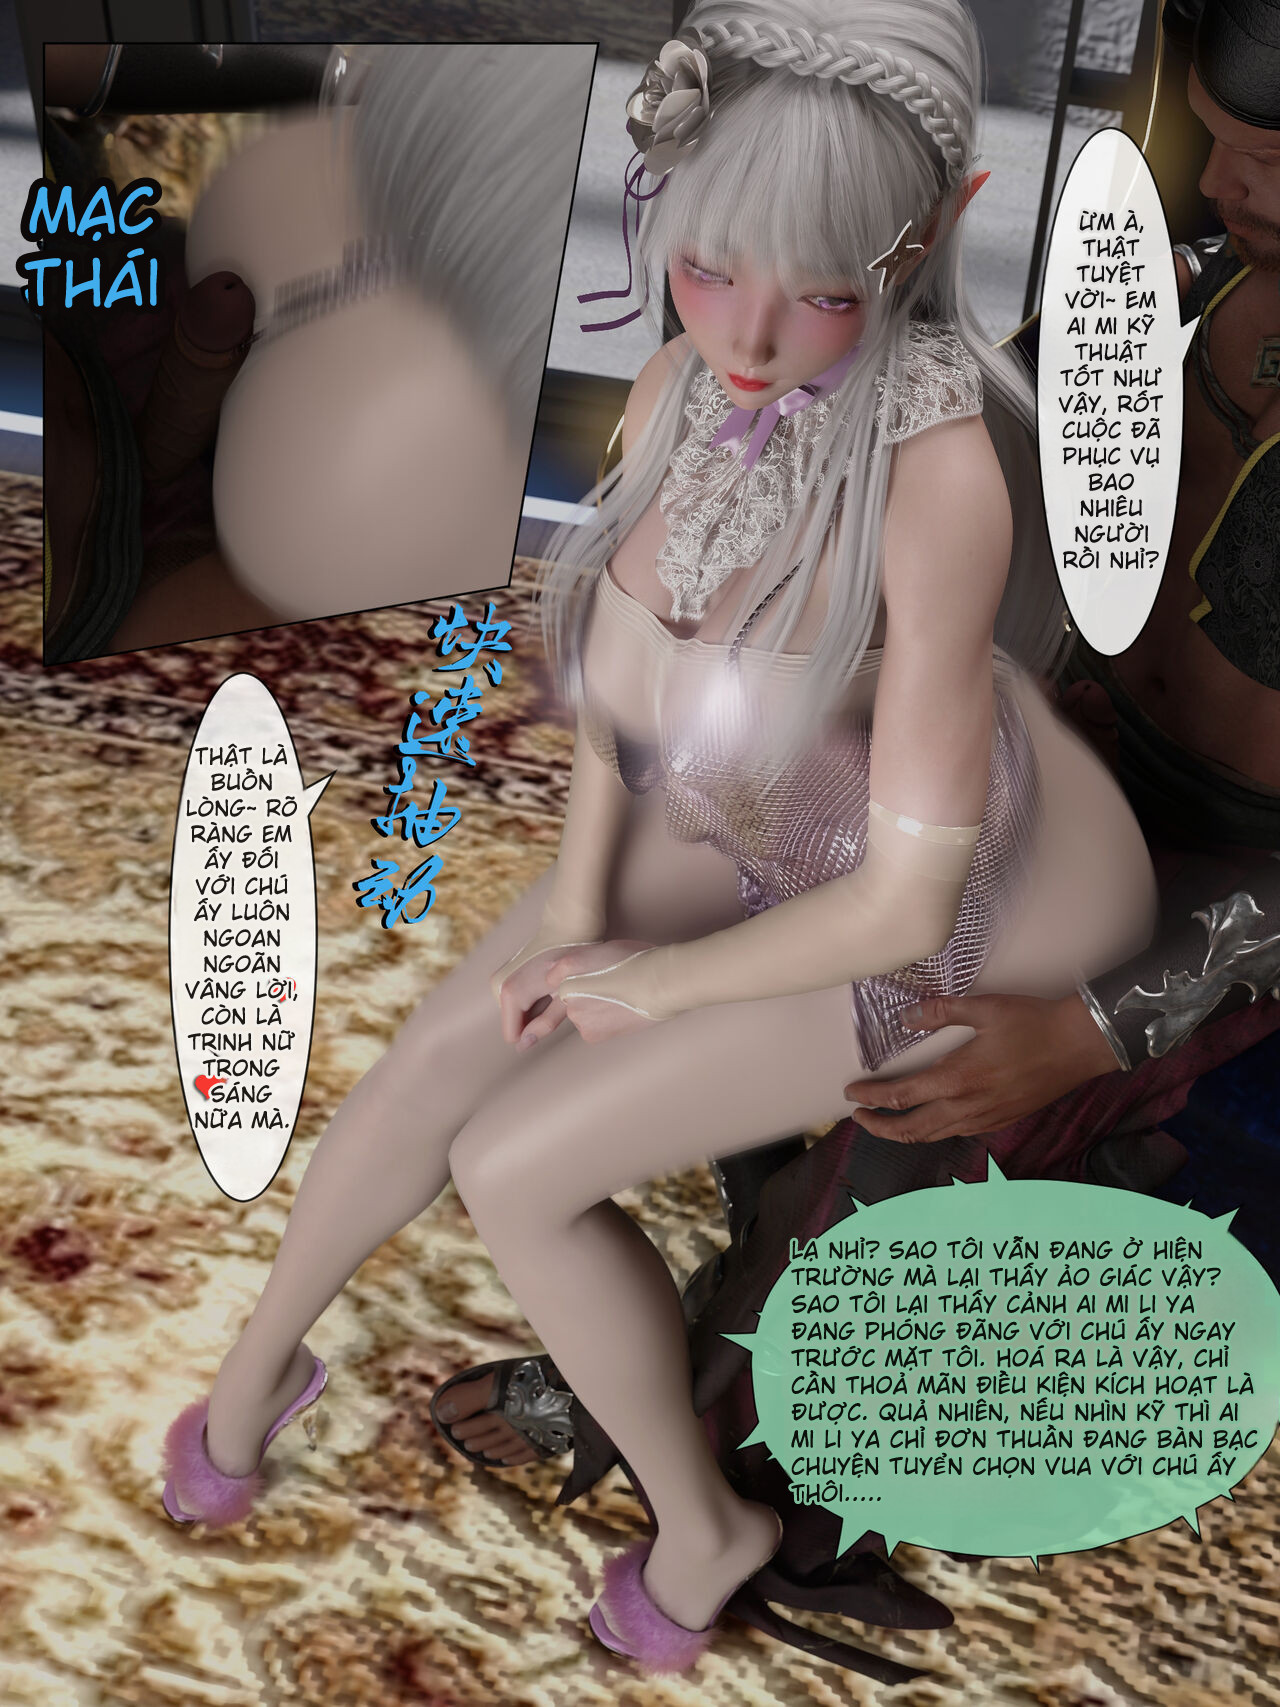 MẠC
THÁI
ỪM À,
THẬT
TUYỆT
VỜI~ EM
AI MI KỸ
THUẬT
TỐT NHƯ
VẬY, RỐT
CUỘC ĐÃ
PHỤC VỤ
BAO
NHIÊU
NGƯỜI
RỒI NHỈ?
快
速
抽
动
THẬT LÀ
BUỒN
LÒNG~ RÕ
RÀNG EM
ẤY ĐỐI
VỚI CHÚ
ẤY LUÔN
NGOAN
NGOÃN
VÂNG LỜI,
CÒN LÀ
TRINH NỮ
TRONG
SÁNG
NỮA MÀ.
LẠ NHỈ? SAO TÔI VẪN ĐANG Ở HIỆN
TRƯỜNG MÀ LẠI THẤY ẢO GIÁC VẬY?
SAO TÔI LẠI THẤY CẢNH AI MI LI YA
ĐANG PHÓNG ĐÃNG VỚI CHÚ ẤY NGAY
TRƯỚC MẶT TÔI. HOÁ RA LÀ VẬY, CHỈ
CẦN THOẢ MÃN ĐIỀU KIỆN KÍCH HOẠT LÀ
ĐƯỢC. QUẢ NHIÊN, NẾU NHÌN KỸ THÌ AI
MI LI YA CHỈ ĐƠN THUẦN ĐANG BÀN BẠC
CHUYỆN TUYỂN CHỌN VUA VỚI CHÚ ẤY
THÔI.....